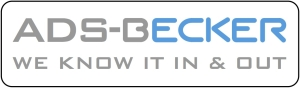 ADS-BECKER
WE KNOW IT IN & OUT